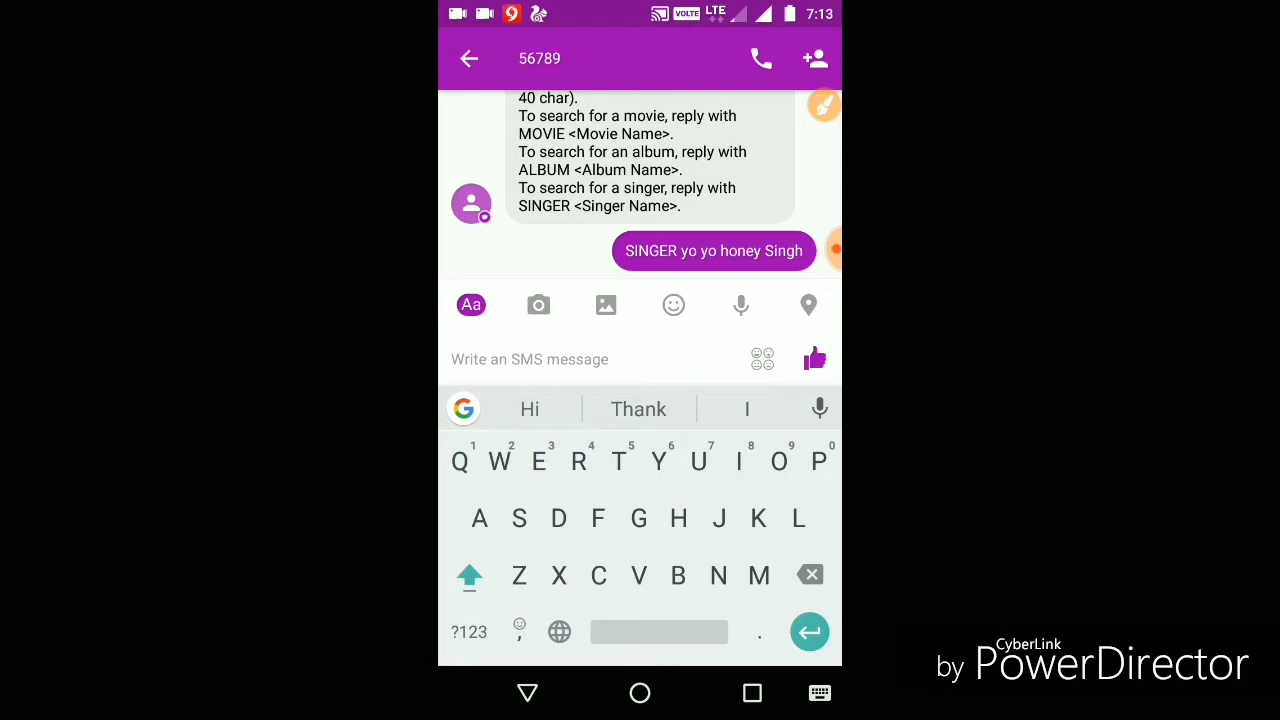 VOLTE LTE 7:13
56789
40 char).
To search for a movie, reply with
MOVIE <Movie Name>.
To search for an album, reply with
ALBUM <Album Name>.
To search for a singer, reply with
SINGER <Singer Name>.
SINGER yo yo honey Singh
Aa
Write an SMS message
G Hi Thank I
1 2 3 4 5 6 7 8 9 0
Q W E R T Y U I O P
A S D F G H J K L
Z X C V B N M
?123 , .
CyberLink
by PowerDirector